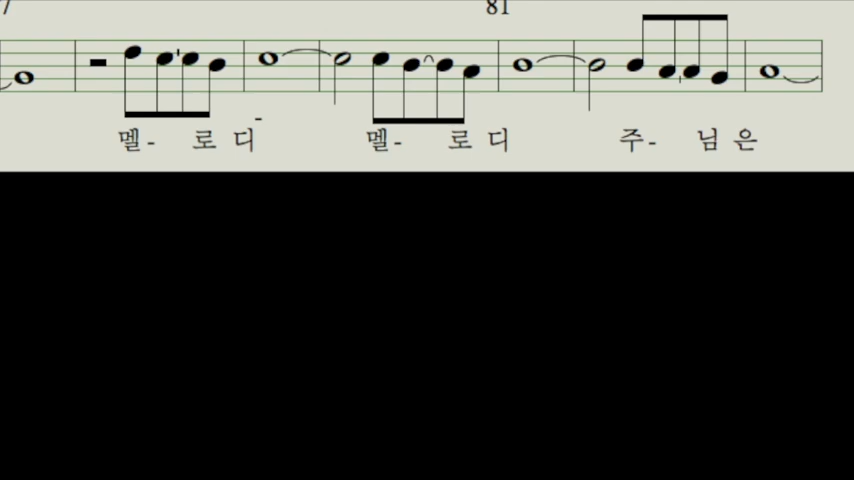 81
멜- 로 디 멜- 로 디 주- 님 은